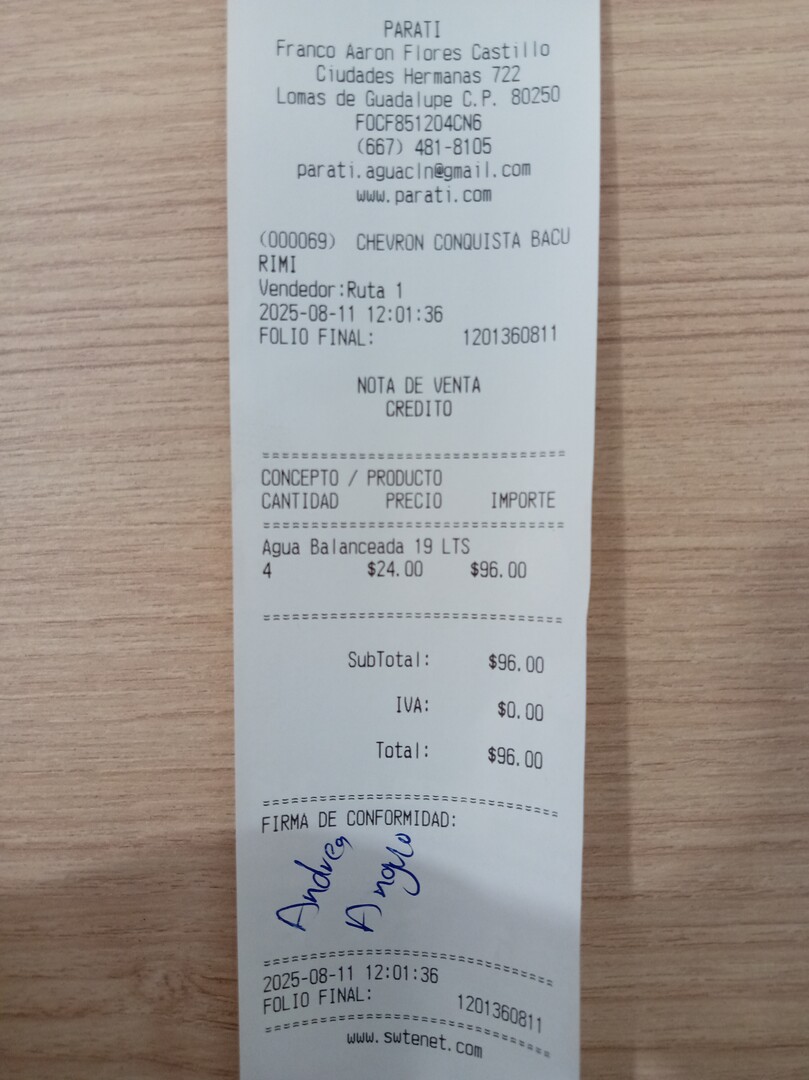 PARATI
Franco Aaron Flores Castillo
Ciudades Hermanas 722
Lomas de Guadalupe C.P. 80250
FOCF851204CN6
(667) 481-8105
parati.aguacln@gmail.com
www.parati.com
(000069) CHEVRON CONQUISTA BACU
RIMI
Vendedor:Ruta 1
2025-08-11 12:01:36
FOLIO FINAL: 1201360811
NOTA DE VENTA
CREDITO
===================================
CONCEPTO / PRODUCTO
CANTIDAD PRECIO IMPORTE
===================================
Agua Balanceada 19 LTS
4 $24.00 $96.00
===================================
SubTotal: $96.00
IVA: $0.00
Total: $96.00
===================================
FIRMA DE CONFORMIDAD:
Andrea
Angulo
===================================
2025-08-11 12:01:36
FOLIO FINAL: 1201360811
===================================
www.swtenet.com